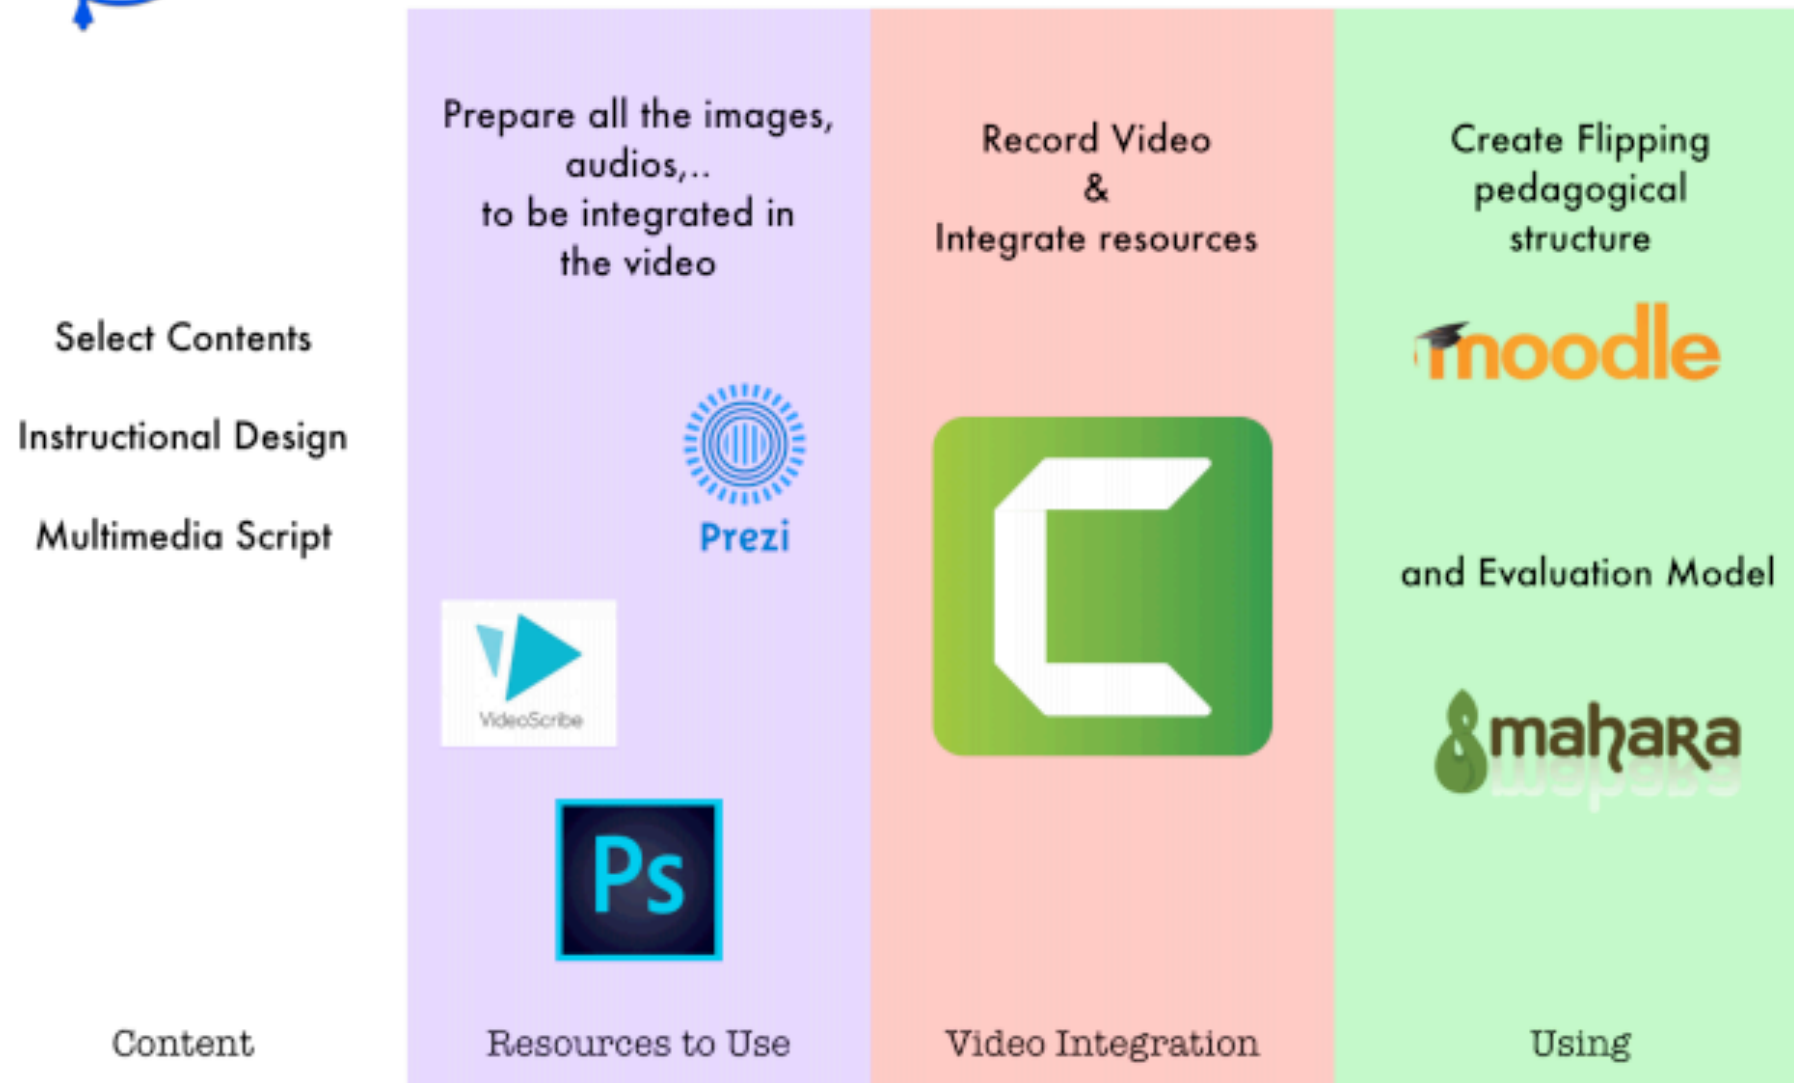 Select Contents
Instructional Design
Multimedia Script
Content
Prepare all the images,
audios,..
to be integrated in
the video
Prezi
VideoScribe
Ps
Resources to Use
Record Video
&
Integrate resources
C
Video Integration
Create Flipping
pedagogical
structure
moodle
and Evaluation Model
mahara
Using